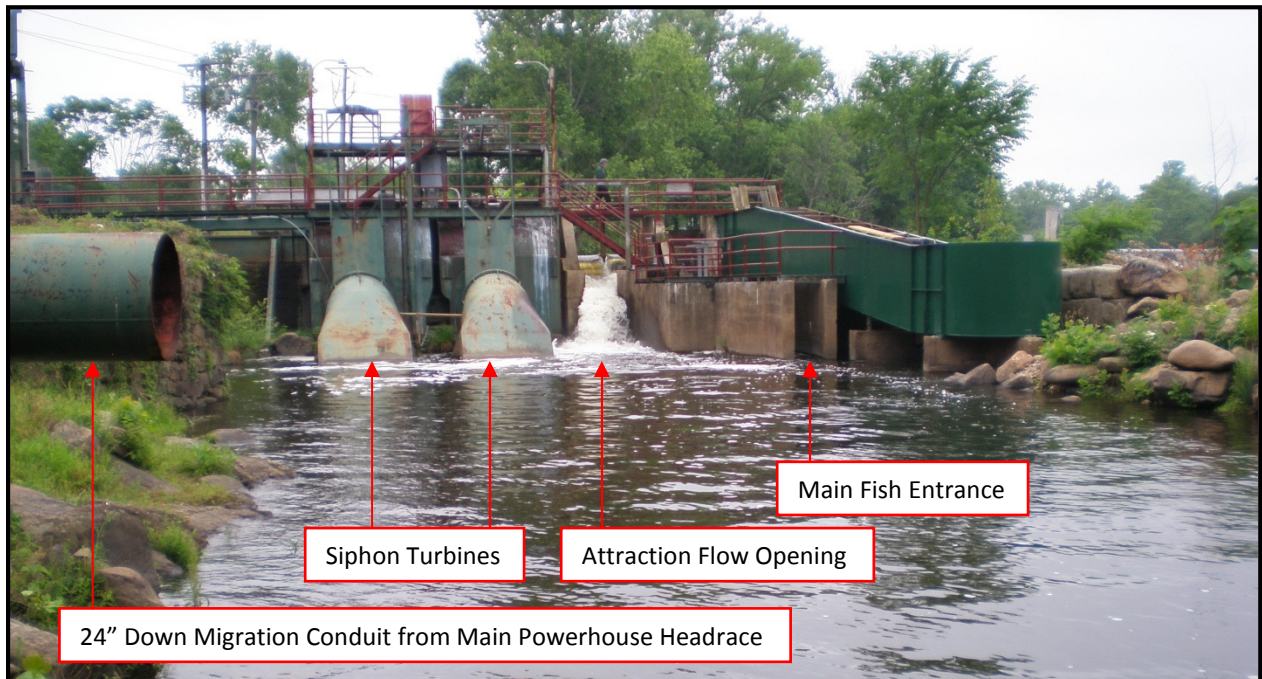 Main Fish Entrance
Siphon Turbines
Attraction Flow Opening
24” Down Migration Conduit from Main Powerhouse Headrace